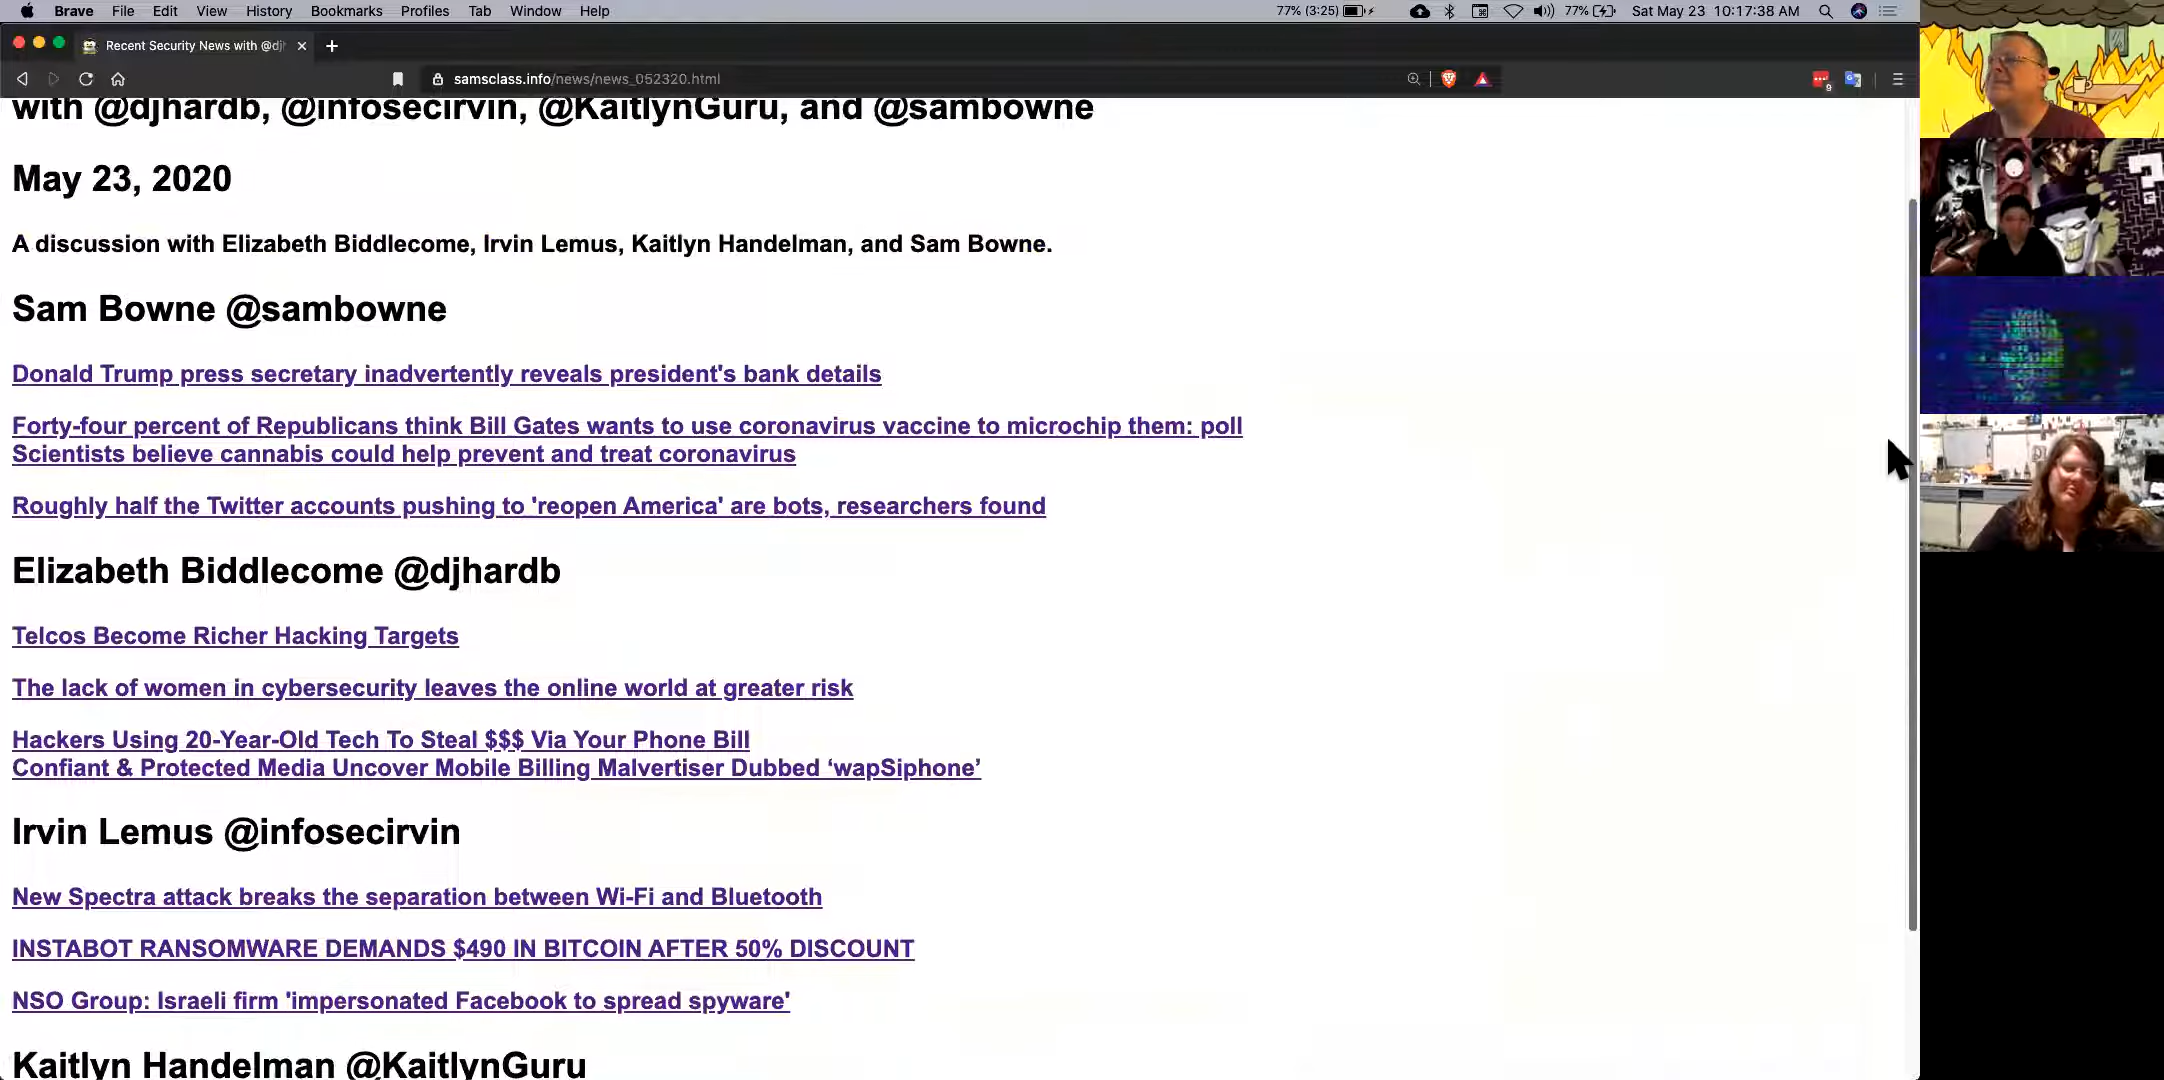 Brave File Edit View History Bookmarks Profiles Tab Window Help 77% (3:25) 77% Sat May 23 10:17:38 AM
Recent Security News with @djh
samsclass.info/news/news_052320.html 9
with @djhardb, @infosecirvin, @KaitlynGuru, and @sambowne
May 23, 2020
A discussion with Elizabeth Biddlecome, Irvin Lemus, Kaitlyn Handelman, and Sam Bowne.
Sam Bowne @sambowne
Donald Trump press secretary inadvertently reveals president's bank details
Forty-four percent of Republicans think Bill Gates wants to use coronavirus vaccine to microchip them: poll
Scientists believe cannabis could help prevent and treat coronavirus
Roughly half the Twitter accounts pushing to 'reopen America' are bots, researchers found
Elizabeth Biddlecome @djhardb
Telcos Become Richer Hacking Targets
The lack of women in cybersecurity leaves the online world at greater risk
Hackers Using 20-Year-Old Tech To Steal $$$ Via Your Phone Bill
Confiant & Protected Media Uncover Mobile Billing Malvertiser Dubbed ‘wapSiphone’
Irvin Lemus @infosecirvin
New Spectra attack breaks the separation between Wi-Fi and Bluetooth
INSTABOT RANSOMWARE DEMANDS $490 IN BITCOIN AFTER 50% DISCOUNT
NSO Group: Israeli firm 'impersonated Facebook to spread spyware'
Kaitlyn Handelman @KaitlynGuru